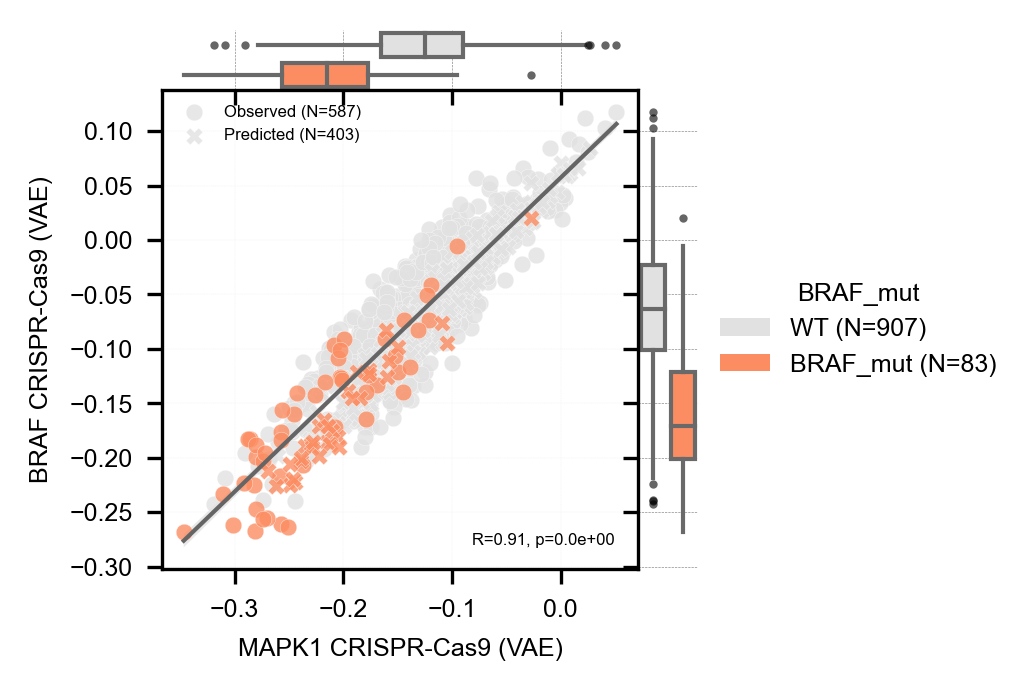 Observed (N=587)
Predicted (N=403)
0.10
0.05
0.00
−0.05
−0.10
−0.15
−0.20
−0.25
−0.30
BRAF CRISPR-Cas9 (VAE)
R=0.91, p=0.0e+00
−0.3
−0.2
−0.1
0.0
MAPK1 CRISPR-Cas9 (VAE)
BRAF_mut
WT (N=907)
BRAF_mut (N=83)